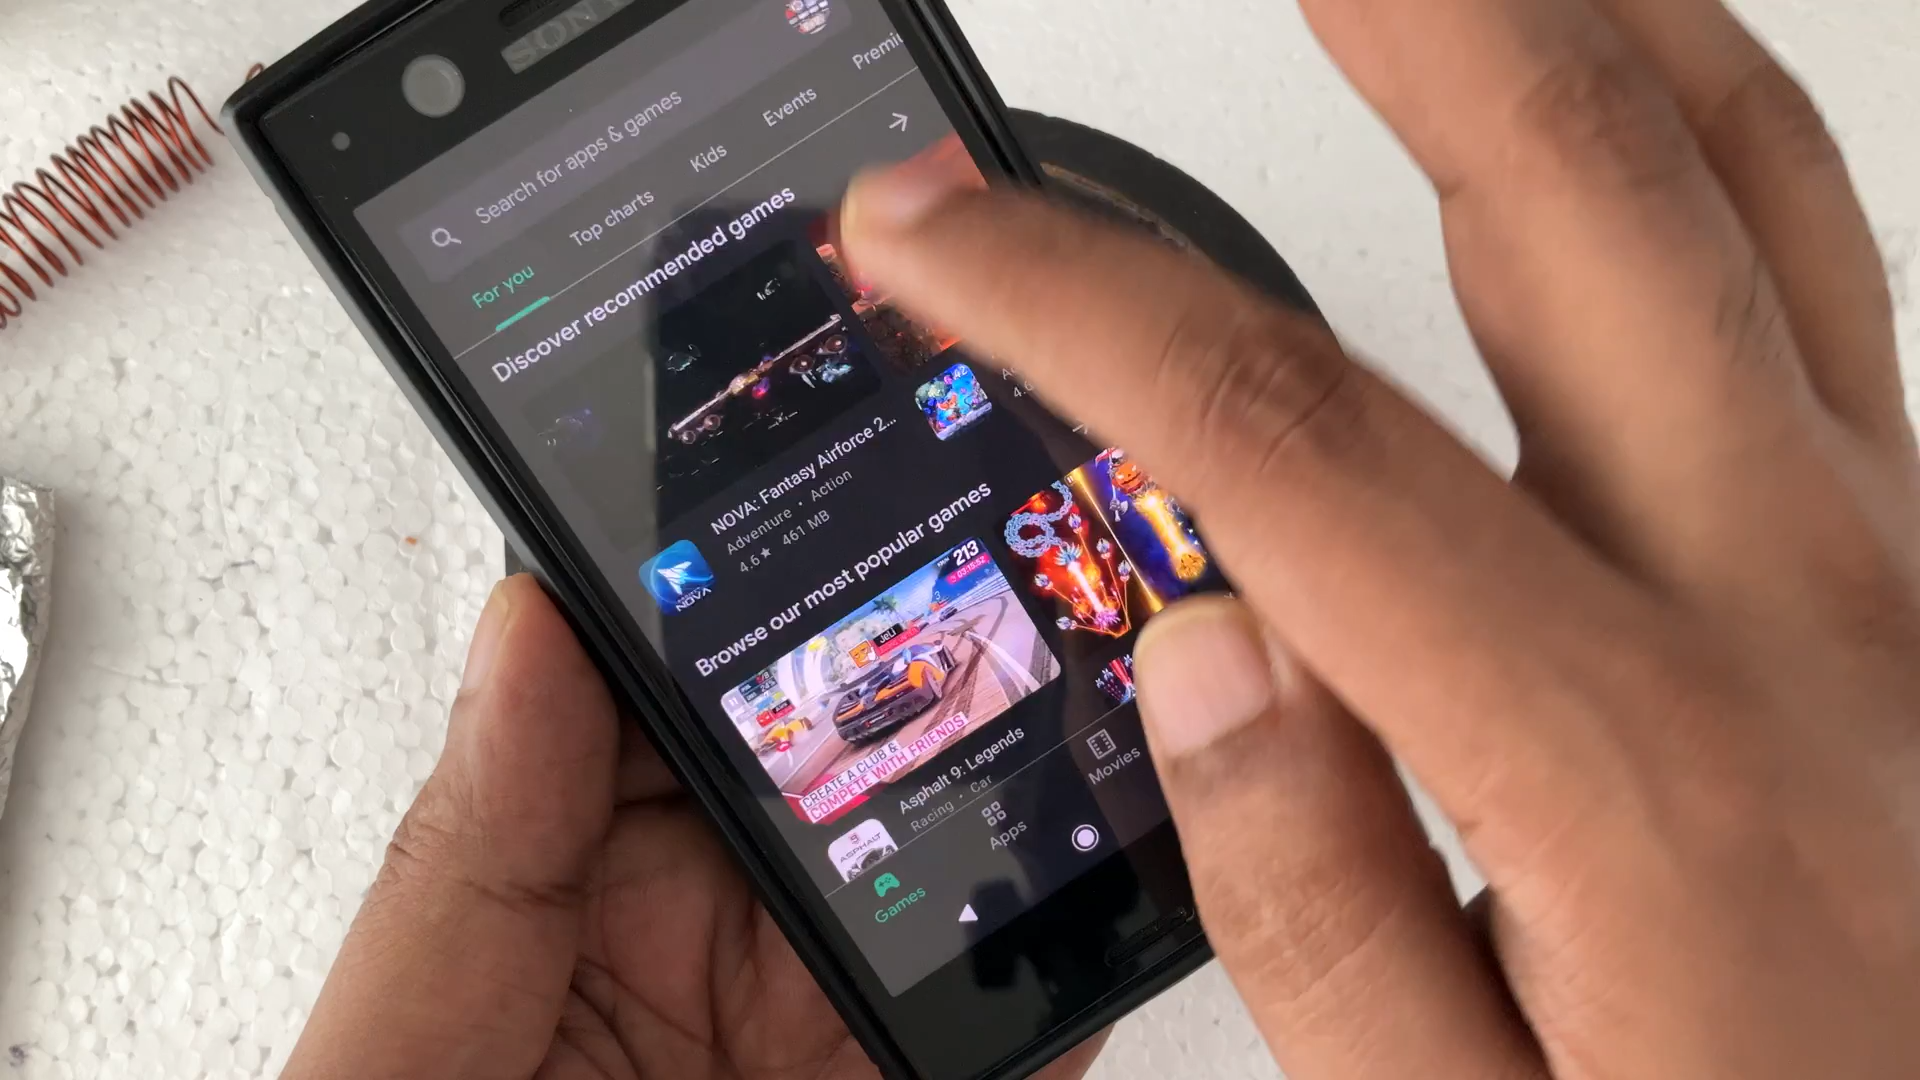 SONY
Search for apps & games
For you
Top charts
Kids
Events
Premi
Discover recommended games
NOVA: Fantasy Airforce 2...
Adventure • Action
4.6★ 461 MB
NOVA
Browse our most popular games
213
JeLi
CREATE A CLUB &
COMPETE WITH FRIENDS
Asphalt 9: Legends
Racing • Car
ASPHALT
Games
Apps
Movies